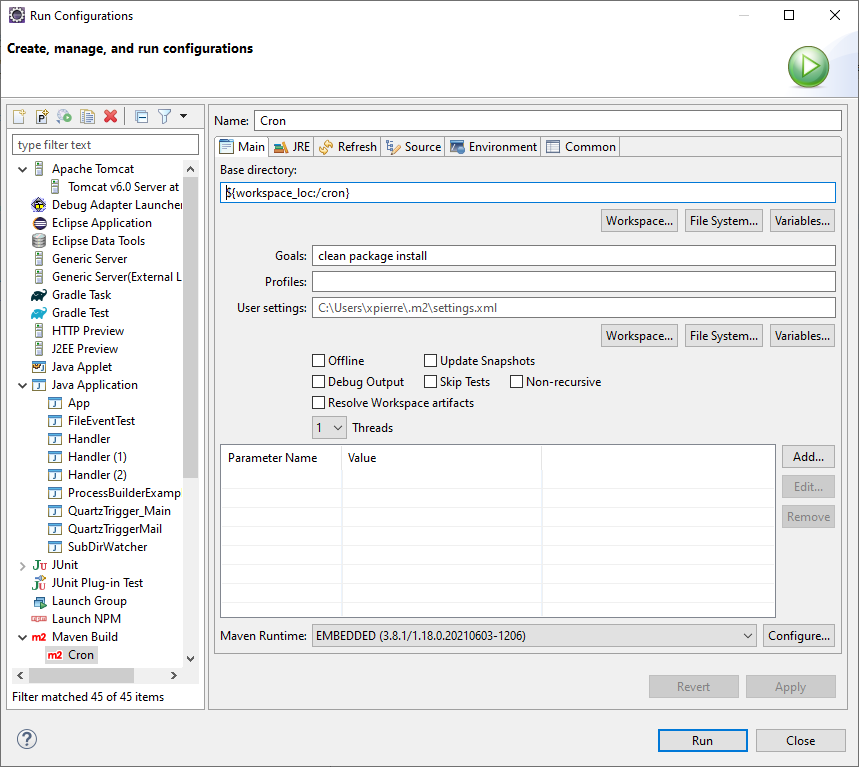 Run Configurations
Create, manage, and run configurations
type filter text
Apache Tomcat
Tomcat v6.0 Server at
Debug Adapter Launcher
Eclipse Application
Eclipse Data Tools
Generic Server
Generic Server(External L
Gradle Task
Gradle Test
HTTP Preview
J2EE Preview
Java Applet
Java Application
App
FileEventTest
Handler
Handler (1)
Handler (2)
ProcessBuilderExamp
QuartzTrigger_Main
QuartzTriggerMail
SubDirWatcher
JUnit
JUnit Plug-in Test
Launch Group
Launch NPM
Maven Build
m2 Cron
Filter matched 45 of 45 items
Name: Cron
Main JRE Refresh Source Environment Common
Base directory:
${workspace_loc:/cron}
Workspace... File System... Variables...
Goals: clean package install
Profiles:
User settings: C:\Users\xpierre\.m2\settings.xml
Workspace... File System... Variables...
Offline Update Snapshots
Debug Output Skip Tests Non-recursive
Resolve Workspace artifacts
1 Threads
Parameter Name Value
Add...
Edit...
Remove
Maven Runtime: EMBEDDED (3.8.1/1.18.0.20210603-1206) Configure...
Revert Apply
Run Close